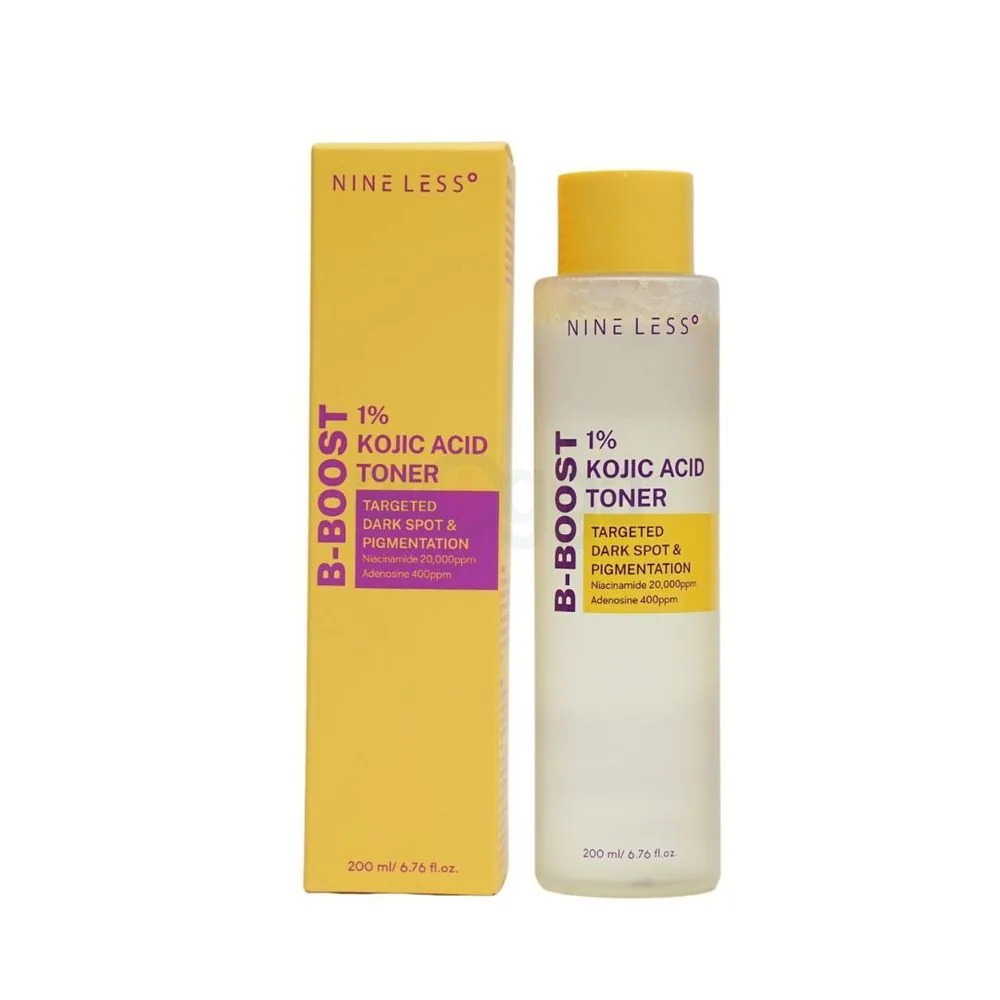 NINE LESS°
B-BOOST
1%
KOJIC ACID
TONER
TARGETED
DARK SPOT &
PIGMENTATION
Niacinamide 20,000ppm
Adenosine 400ppm
200 ml/ 6.76 fl.oz.
NINE LESS°
B-BOOST
1%
KOJIC ACID
TONER
TARGETED
DARK SPOT &
PIGMENTATION
Niacinamide 20,000ppm
Adenosine 400ppm
200 ml/ 6.76 fl.oz.